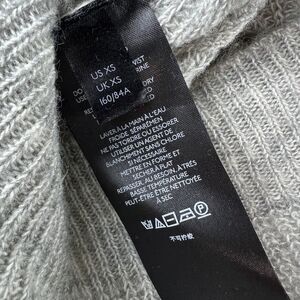 US XS
UK XS
160/84A
LAVER À LA MAIN À L'EAU
FROIDE SÉPARÉMEN
NE PAS TORDRE OU ESSORER
UTILISER UN AGENT DE
BLANCHIMENT SANS CHLORE
SI NÉCESSAIRE
METTRE EN FORME ET
SÉCHER À PLAT
REPASSER, AU BESOIN, À TRÈS
BASSE TEMPÉRATURE
PEUT-ÊTRE ÊTRE NETTOYÉE
À SEC
P
不可拧绞